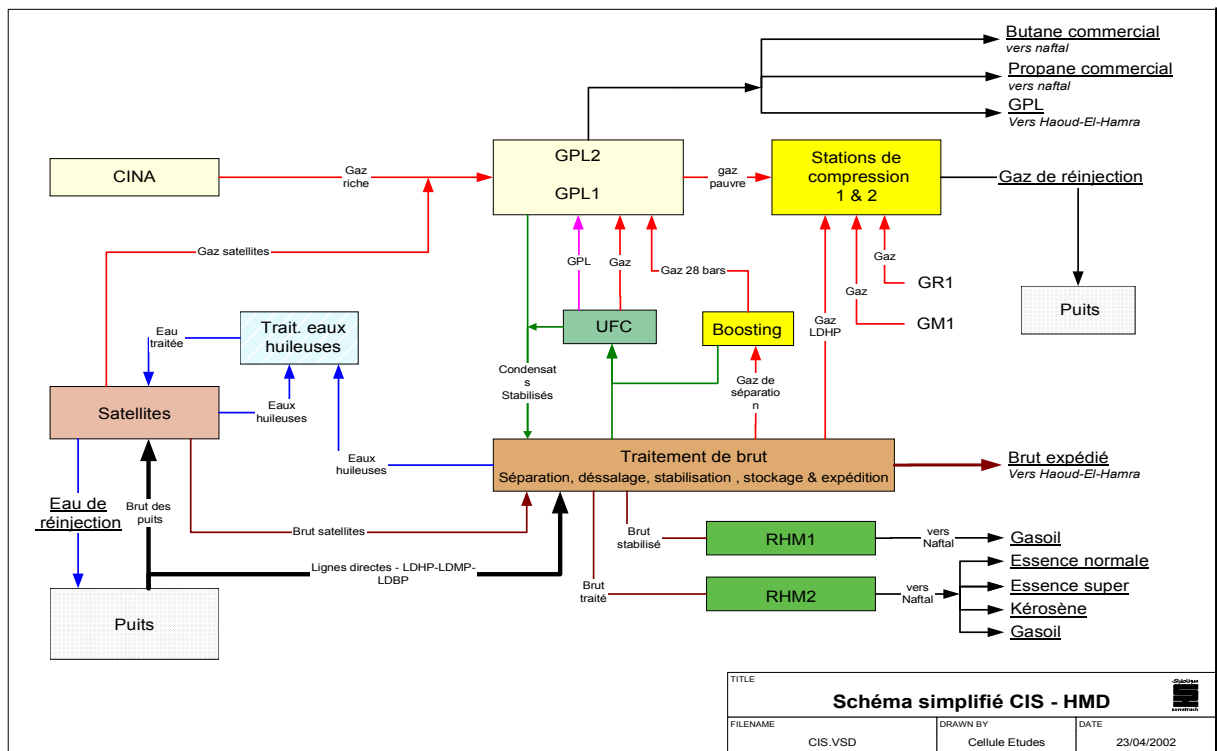 Butane commercial
vers naftal
Propane commercial
vers naftal
GPL
Vers Haoud-El-Hamra
CINA
Gaz
riche
GPL2
GPL1
gaz
pauvre
Stations de
compression
1 & 2
Gaz de réinjection
Gaz satellites
GPL
Gaz
Gaz 28 bars
Gaz
LDHP
Gaz
Gaz
GR1
GM1
Puits
Eau
traitée
Trait. eaux
huileuses
UFC
Boosting
Condensat
s
Stabilisés
Gaz de
séparatio
n
Satellites
Eaux
huileuses
Eaux
huileuses
Traitement de brut
Séparation, déssalage, stabilisation , stockage & expédition
Brut expédié
Vers Haoud-El-Hamra
Eau de
réinjection
Brut des
puits
Brut satellites
Brut
stabilisé
RHM1
vers
Naftal
Gasoil
Lignes directes - LDHP-LDMP-
LDBP
Brut
traité
RHM2
vers
Naftal
Essence normale
Essence super
Kérosène
Gasoil
Puits
TITLE
Schéma simplifié CIS - HMD
sonatrach
FILENAME
CIS.VSD
DRAWN BY
Cellule Etudes
DATE
23/04/2002